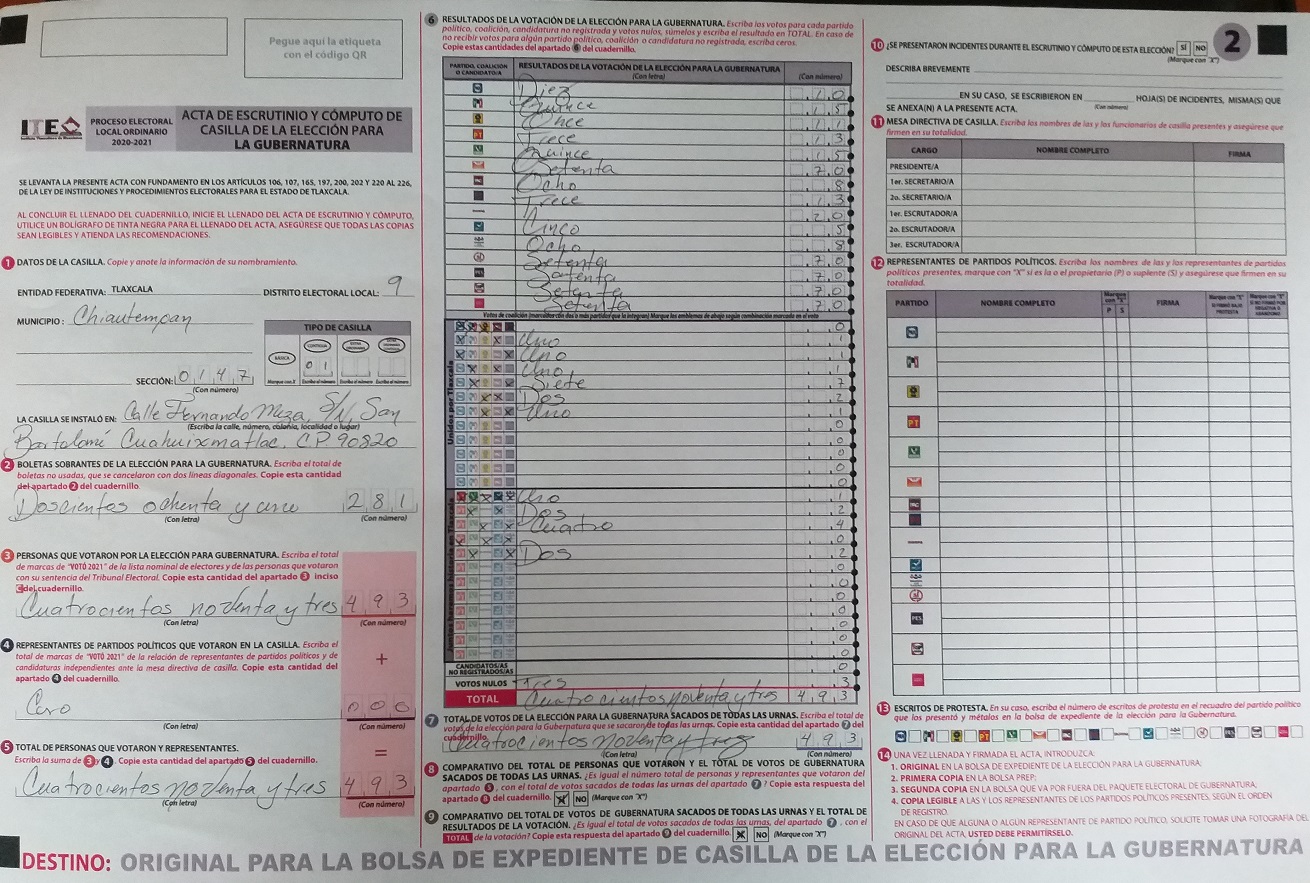 Pegue aquí la etiqueta
con el código QR
ITE
PROCESO ELECTORAL
LOCAL ORDINARIO
2020-2021
ACTA DE ESCRUTINIO Y CÓMPUTO DE
CASILLA DE LA ELECCIÓN PARA
LA GUBERNATURA
SE LEVANTA LA PRESENTE ACTA CON FUNDAMENTO EN LOS ARTÍCULOS 106, 107, 165, 197, 200, 202 Y 220 AL 226,
DE LA LEY DE INSTITUCIONES Y PROCEDIMIENTOS ELECTORALES PARA EL ESTADO DE TLAXCALA.
AL CONCLUIR EL LLENADO DEL CUADERNILLO, INICIE EL LLENADO DEL ACTA DE ESCRUTINIO Y CÓMPUTO,
UTILICE UN BOLÍGRAFO DE TINTA NEGRA PARA EL LLENADO DEL ACTA, ASEGÚRESE QUE TODAS LAS COPIAS
SEAN LEGIBLES Y ATIENDA LAS RECOMENDACIONES.
1 DATOS DE LA CASILLA. Copie y anote la información de su nombramiento.
ENTIDAD FEDERATIVA: TLAXCALA DISTRITO ELECTORAL LOCAL: 9
MUNICIPIO: Chiautempan
TIPO DE CASILLA
BÁSICA CONTIGUA
0 1
SECCIÓN: 0 1 4 7
(Con número)
LA CASILLA SE INSTALÓ EN: Calle Fernando Meza, S/N, San
(Escriba la calle, número, colonia, localidad o lugar)
Bartolomé Cuahuixmatlac. C.P. 90820
2 BOLETAS SOBRANTES DE LA ELECCIÓN PARA LA GUBERNATURA. Escriba el total de
boletas no usadas, que se cancelaron con dos líneas diagonales. Copie esta cantidad
del apartado 2 del cuadernillo.
Doscientos ochenta y uno 2 8 1
(Con letra) (Con número)
3 PERSONAS QUE VOTARON POR LA ELECCIÓN PARA GUBERNATURA. Escriba el total
de marcas de "VOTÓ 2021" de la lista nominal de electores y de las personas que votaron
con su sentencia del Tribunal Electoral. Copie esta cantidad del apartado 3 inciso
C del cuadernillo.
Cuatrocientos noventa y tres 4 9 3
(Con letra) (Con número)
4 REPRESENTANTES DE PARTIDOS POLÍTICOS QUE VOTARON EN LA CASILLA. Escriba el
total de marcas de "VOTÓ 2021" de la relación de representantes de partidos políticos y de
candidaturas independientes ante la mesa directiva de casilla. Copie esta cantidad del
apartado 4 del cuadernillo.
+
Cero 0 0 0
(Con letra) (Con número)
5 TOTAL DE PERSONAS QUE VOTARON Y REPRESENTANTES.
Escriba la suma de 3 y 4. Copie esta cantidad del apartado 5 del cuadernillo.
=
Cuatrocientos noventa y tres 4 9 3
(Con letra) (Con número)
6 RESULTADOS DE LA VOTACIÓN DE LA ELECCIÓN PARA LA GUBERNATURA. Escriba los votos para cada partido
político, coalición, candidatura no registrada y votos nulos, súmelos y escriba el resultado en TOTAL. En caso de
no recibir votos para algún partido político, coalición o candidatura no registrada, escriba ceros.
Copie estas cantidades del apartado 6 del cuadernillo.
PARTIDO, COALICIÓN O CANDIDATO/A RESULTADOS DE LA VOTACIÓN DE LA ELECCIÓN PARA LA GUBERNATURA
(Con letra) (Con número)
Diez 1 0
Quince 1 5
Once 1 1
PT Trece 1 3
Quince 1 5
Setenta 7 0
Ocho 8
Trece 1 3
2 0
Cinco 5
Ocho 8
Setenta 7 0
PES Setenta 7 0
Setenta 7 0
Setenta 7 0
Votos de coalición (marcados con dos o más partidos que la integran) Marque los emblemas de abajo según combinación marcada en el voto
Unidos por Tlaxcala
0
Uno 1
Uno 1
Uno 1
Siete 7
Dos 2
Uno 1
0
0
0
0
0
Uno 1
Dos 2
Cuatro 4
0
Dos 2
0
0
0
0
0
0
0
CANDIDATOS/AS
NO REGISTRADOS/AS 0
VOTOS NULOS Tres 3
TOTAL Cuatrocientos noventa y tres 4 9 3
7 TOTAL DE VOTOS DE LA ELECCIÓN PARA LA GUBERNATURA SACADOS DE TODAS LAS URNAS. Escriba el total de
votos de la elección para la Gubernatura que se sacaron de todas las urnas. Copie esta cantidad del apartado 7 del
cuadernillo.
Cuatrocientos noventa y tres 4 9 3
(Con letra) (Con número)
8 COMPARATIVO DEL TOTAL DE PERSONAS QUE VOTARON Y EL TOTAL DE VOTOS DE GUBERNATURA
SACADOS DE TODAS LAS URNAS. ¿Es igual el número total de personas y representantes que votaron del
apartado 5, con el total de votos sacados de todas las urnas del apartado 7? Copie esta respuesta del
apartado 8 del cuadernillo. X NO (Marque con "X")
9 COMPARATIVO DEL TOTAL DE VOTOS DE GUBERNATURA SACADOS DE TODAS LAS URNAS Y EL TOTAL DE
RESULTADOS DE LA VOTACIÓN. ¿Es igual el total de votos sacados de todas las urnas, del apartado 7, con el
TOTAL de la votación? Copie esta respuesta del apartado 9 del cuadernillo. X NO (Marque con "X")
10 ¿SE PRESENTARON INCIDENTES DURANTE EL ESCRUTINIO Y CÓMPUTO DE ESTA ELECCIÓN? SÍ NO
(Marque con "X")
2
DESCRIBA BREVEMENTE
EN SU CASO, SE ESCRIBIERON EN HOJA(S) DE INCIDENTES, MISMA(S) QUE
(Con número)
SE ANEXA(N) A LA PRESENTE ACTA.
11 MESA DIRECTIVA DE CASILLA. Escriba los nombres de las y los funcionarios de casilla presentes y asegúrese que
firmen en su totalidad.
CARGO NOMBRE COMPLETO FIRMA
PRESIDENTE/A
1er. SECRETARIO/A
2o. SECRETARIO/A
1er. ESCRUTADOR/A
2o. ESCRUTADOR/A
3er. ESCRUTADOR/A
12 REPRESENTANTES DE PARTIDOS POLÍTICOS. Escriba los nombres de las y los representantes de partidos
políticos presentes, marque con "X" si es la o el propietario (P) o suplente (S) y asegúrese que firmen en su
totalidad.
PARTIDO NOMBRE COMPLETO Marque con "X" P S FIRMA
PT
PES
13 ESCRITOS DE PROTESTA. En su caso, escriba el número de escritos de protesta en el recuadro del partido político
que los presentó y métalos en la bolsa de expediente de la elección para la Gubernatura.
14 UNA VEZ LLENADA Y FIRMADA EL ACTA, INTRODUZCA:
1. ORIGINAL EN LA BOLSA DE EXPEDIENTE DE LA ELECCIÓN PARA LA GUBERNATURA;
2. PRIMERA COPIA EN LA BOLSA PREP;
3. SEGUNDA COPIA EN LA BOLSA QUE VA POR FUERA DEL PAQUETE ELECTORAL DE GUBERNATURA,
4. COPIA LEGIBLE A LAS Y LOS REPRESENTANTES DE LOS PARTIDOS POLÍTICOS PRESENTES, SEGÚN EL ORDEN
DE REGISTRO.
EN CASO DE QUE ALGUNA O ALGÚN REPRESENTANTE DE PARTIDO POLÍTICO, SOLICITE TOMAR UNA FOTOGRAFÍA DEL
ORIGINAL DEL ACTA, USTED DEBE PERMITÍRSELO.
DESTINO: ORIGINAL PARA LA BOLSA DE EXPEDIENTE DE CASILLA DE LA ELECCIÓN PARA LA GUBERNATURA